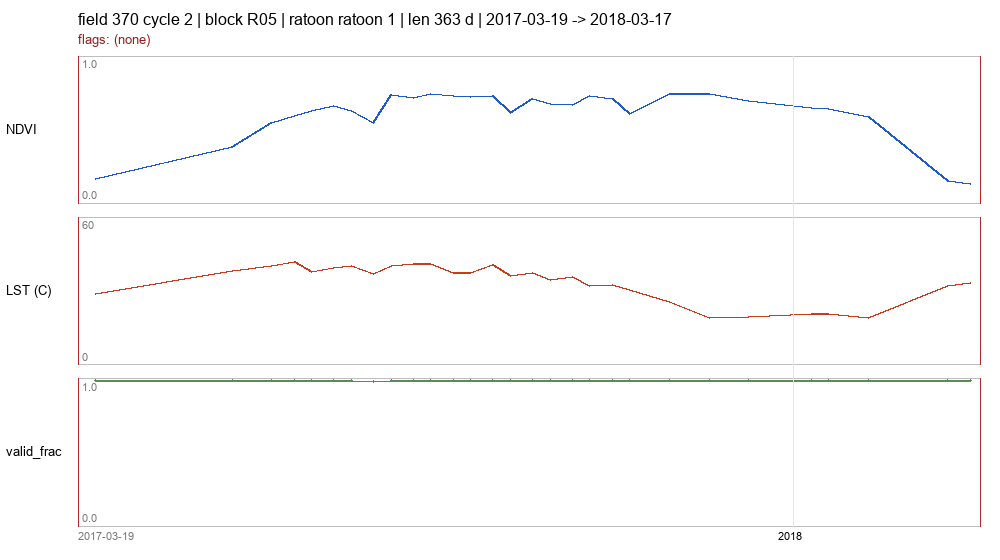 field 370 cycle 2 | block R05 | ratoon ratoon 1 | len 363 d | 2017-03-19 -> 2018-03-17
flags: (none)
1.0
NDVI
0.0
60
LST (C)
0
1.0
valid_frac
0.0
2017-03-19
2018